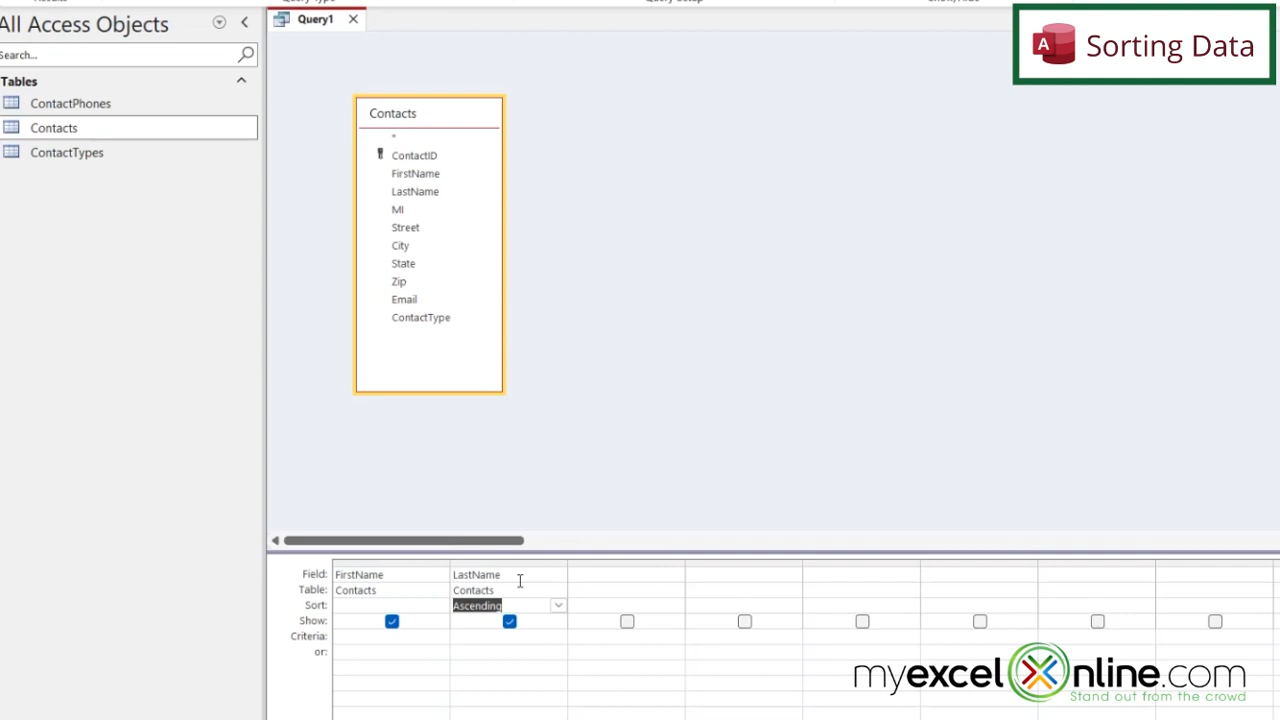 All Access Objects
Search...
Tables
ContactPhones
Contacts
ContactTypes
Query1
A Sorting Data
Contacts
*
ContactID
FirstName
LastName
MI
Street
City
State
Zip
Email
ContactType
Field: FirstName LastName
Table: Contacts Contacts
Sort: Ascending
Show:
Criteria:
or:
myexcelonline.com
Stand out from the crowd